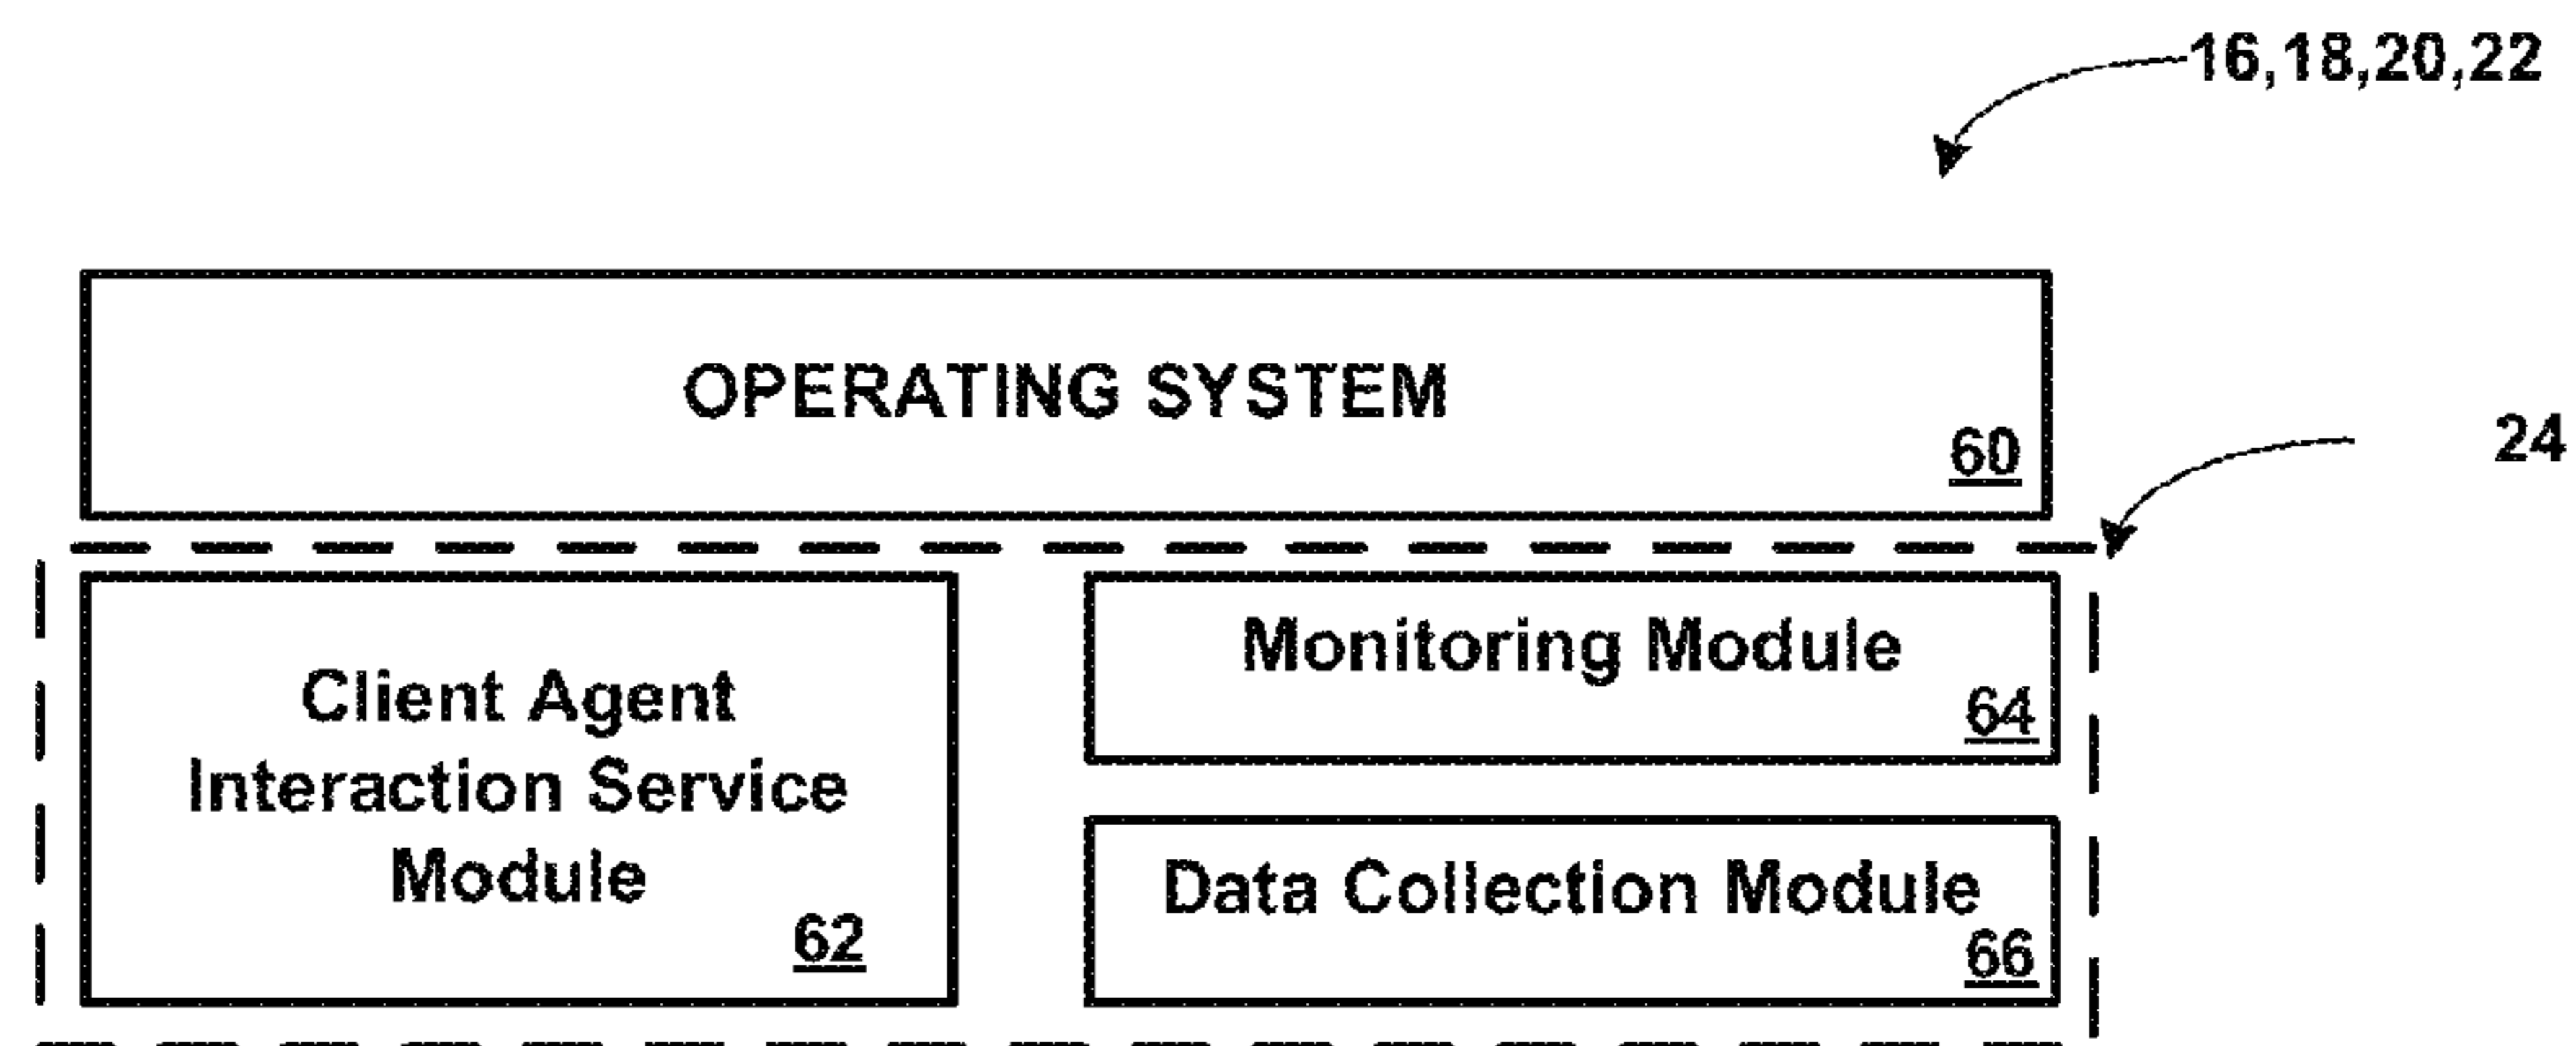 16,18,20,22
OPERATING SYSTEM
60
24
Client Agent
Interaction Service
Module
62
Monitoring Module
64
Data Collection Module
66